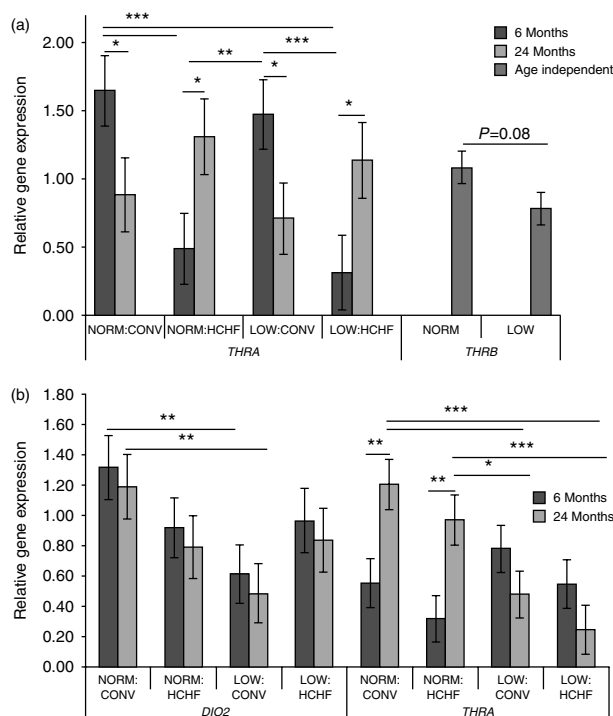 (a)
***
*
*
**
***
*
*
6 Months
24 Months
Age independent
P=0.08
Relative gene expression
2.00
1.50
1.00
0.50
0.00
NORM:CONV NORM:HCHF LOW:CONV LOW:HCHF NORM LOW
THRA THRB
(b)
**
**
**
***
**
***
*
6 Months
24 Months
Relative gene expression
1.80
1.60
1.40
1.20
1.00
0.80
0.60
0.40
0.20
0.00
NORM: NORM: LOW: LOW: NORM: NORM: LOW: LOW:
CONV HCHF CONV HCHF CONV HCHF CONV HCHF
DIO2 THRA